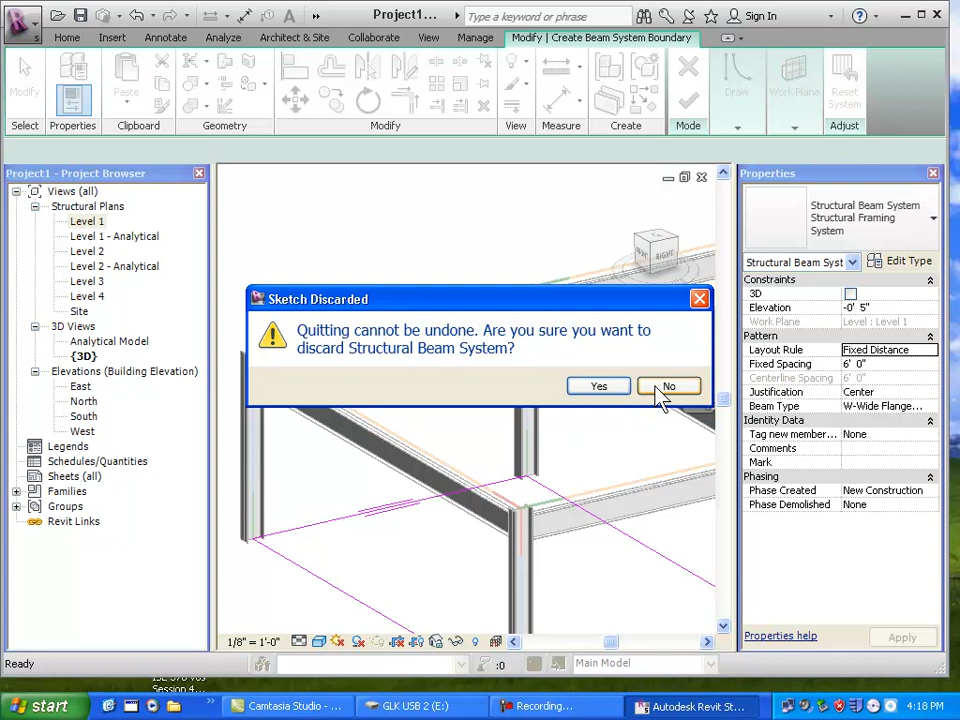 Project1...
Type a keyword or phrase
Sign In
Home Insert Annotate Analyze Architect & Site Collaborate View Manage Modify | Create Beam System Boundary
Modify
Paste
Draw
Work Plane
Reset
System
Select Properties Clipboard Geometry Modify View Measure Create Mode Adjust
Project1 - Project Browser
Views (all)
Structural Plans
Level 1
Level 1 - Analytical
Level 2
Level 2 - Analytical
Level 3
Level 4
Site
3D Views
Analytical Model
{3D}
Elevations (Building Elevation)
East
North
South
West
Legends
Schedules/Quantities
Sheets (all)
Families
Groups
Revit Links
RIGHT
Sketch Discarded
Quitting cannot be undone. Are you sure you want to
discard Structural Beam System?
Yes No
Properties
Structural Beam System
Structural Framing
System
Structural Beam Syst Edit Type
Constraints
3D
Elevation -0' 5"
Work Plane Level : Level 1
Pattern
Layout Rule Fixed Distance
Fixed Spacing 6' 0"
Centerline Spacing 6' 0"
Justification Center
Beam Type W-Wide Flange...
Identity Data
Tag new member... None
Comments
Mark
Phasing
Phase Created New Construction
Phase Demolished None
Properties help Apply
1/8" = 1'-0"
Ready :0 Main Model
Session 4...
start Camtasia Studio - ... GLK USB 2 (E:) Recording... Autodesk Revit St... 4:18 PM